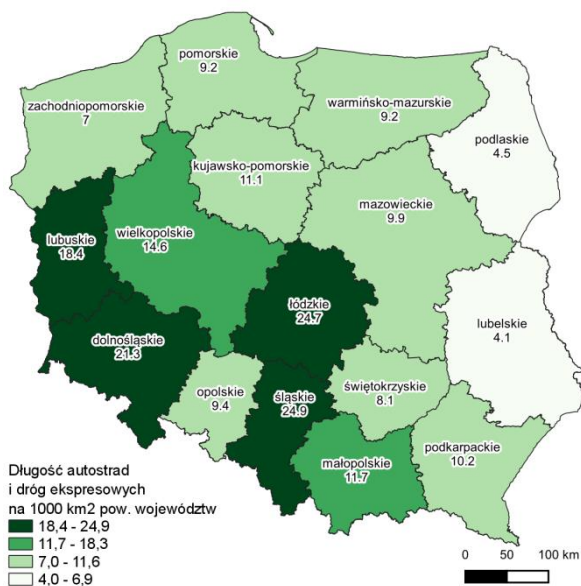 pomorskie
9.2
warmińsko-mazurskie
9.2
zachodniopomorskie
7
podlaskie
4.5
kujawsko-pomorskie
11.1
mazowieckie
9.9
wielkopolskie
14.6
lubuskie
18.4
łódzkie
24.7
lubelskie
4.1
dolnośląskie
21.3
opolskie
9.4
śląskie
24.9
świętokrzyskie
8.1
małopolskie
11.7
podkarpackie
10.2
Długość autostrad
i dróg ekspresowych
na 1000 km2 pow. województw
18,4 - 24,9
11,7 - 18,3
7,0 - 11,6
4,0 - 6,9
0 50 100 km